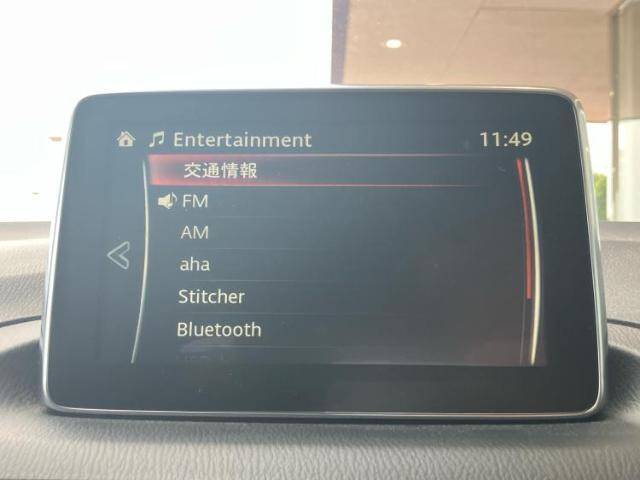 Entertainment 11:49
交通情報
FM
AM
aha
Stitcher
Bluetooth